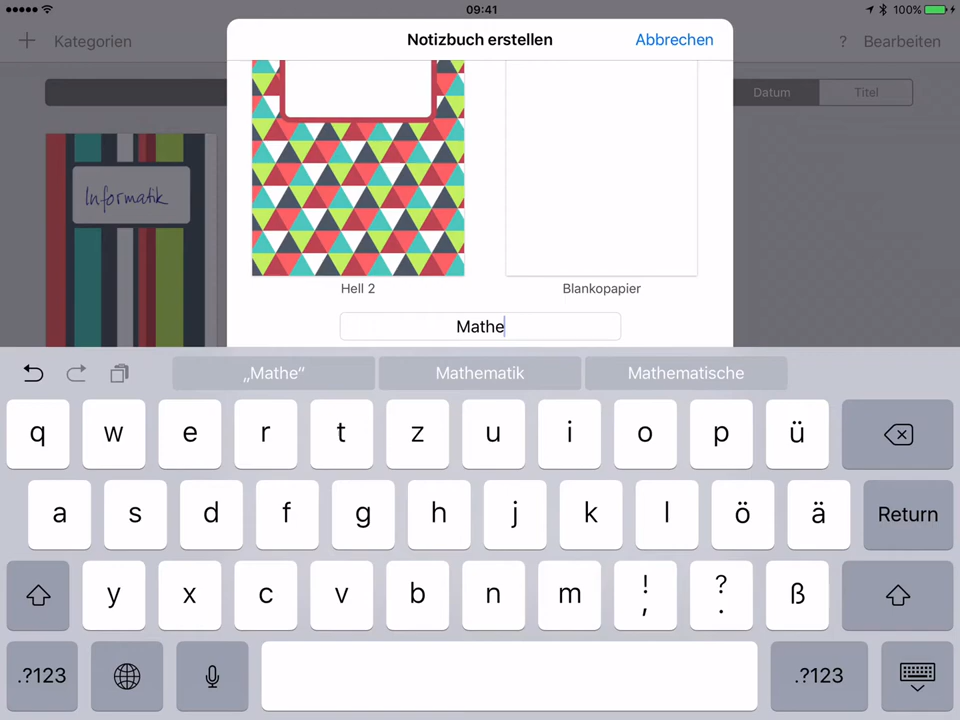 09:41
100%
+ Kategorien
Notizbuch erstellen
Abbrechen
? Bearbeiten
Datum
Titel
Informatik
Hell 2
Blankopapier
Mathe
„Mathe“
Mathematik
Mathematische
q w e r t z u i o p ü
a s d f g h j k l ö ä Return
y x c v b n m ! , ? . ß
.?123
.?123